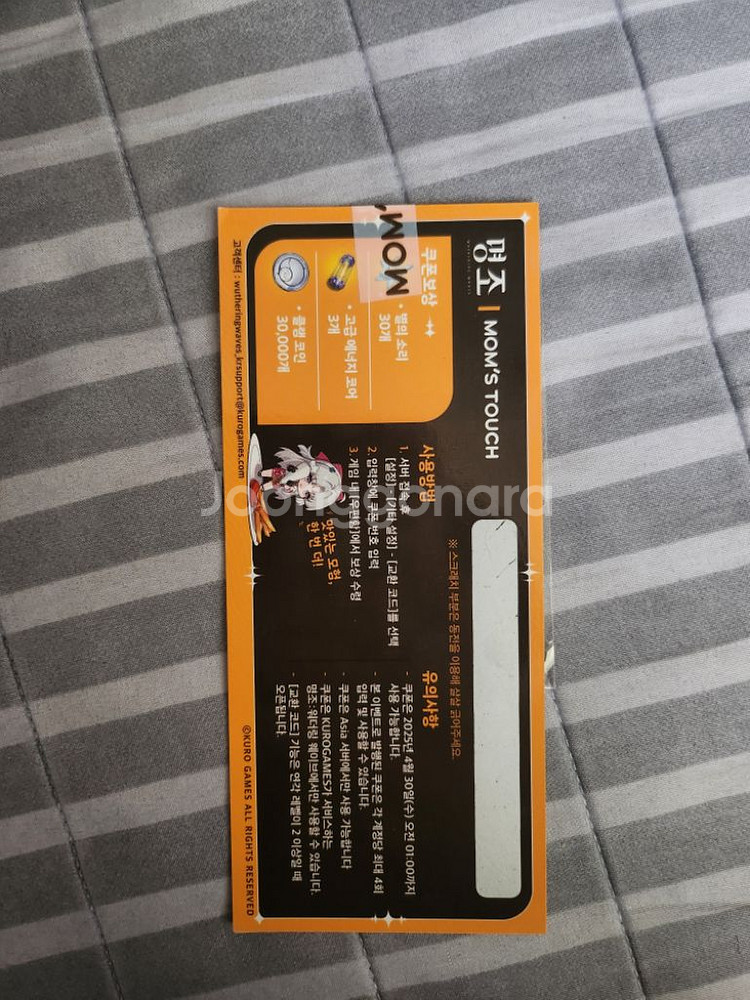 명조 | MOM'S TOUCH
WUTHERING WAVES
쿠폰보상
MOM'
· 별의 소리
30개
· 고급 에너지 코어
3개
· 클램 코인
30,000개
※ 스크래치 부분은 동전을 이용해 살살 긁어주세요.
사용방법
1. 서버 접속 후
[설정] - [기타 설정] - [교환 코드]를 선택
2. 입력창에 쿠폰 번호 입력
3. 게임 내 [우편함]에서 보상 수령
맛있는 모험,
한 번 더!
유의사항
- 쿠폰은 2025년 4월 30일(수) 오전 01:00까지
사용 가능합니다.
- 본 이벤트로 발행된 쿠폰은 각 계정당 최대 4회
입력 및 사용할 수 있습니다.
- 쿠폰은 Asia 서버에서만 사용 가능합니다
- 쿠폰은 KUROGAMES가 서비스하는
명조:워더링 웨이브에서만 사용할 수 있습니다.
- [교환 코드] 기능은 연각 레벨이 2 이상일 때
오픈됩니다.
고객센터 : wutheringwaves_krsupport@kurogames.com
©KURO GAMES ALL RIGHTS RESERVED
Joonggonara